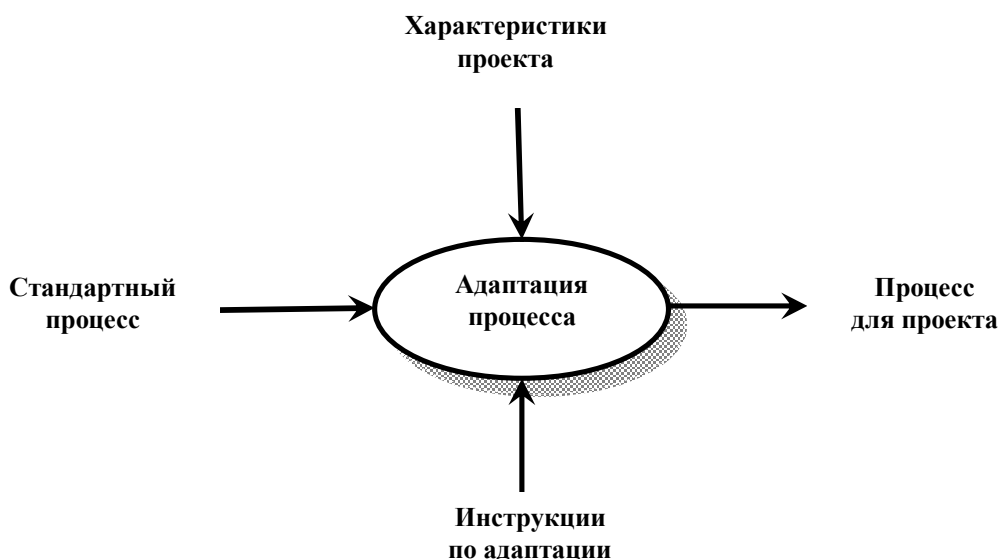 Характеристики
проекта
Стандартный
процесс
Адаптация
процесса
Процесс
для проекта
Инструкции
по адаптации